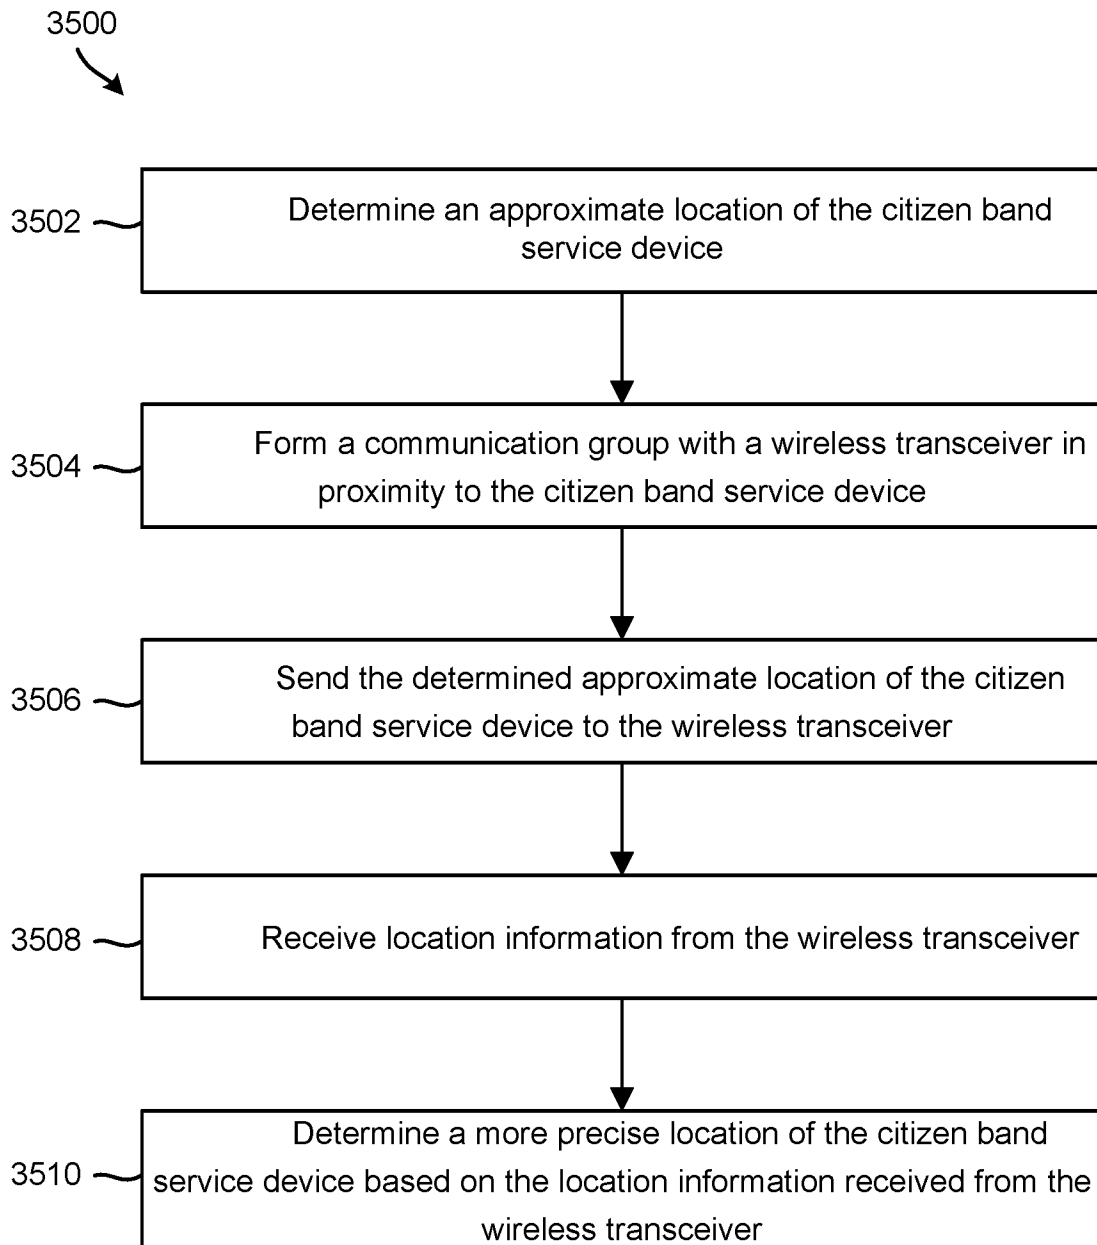 3500
3502
Determine an approximate location of the citizen band
service device
3504
Form a communication group with a wireless transceiver in
proximity to the citizen band service device
3506
Send the determined approximate location of the citizen
band service device to the wireless transceiver
3508
Receive location information from the wireless transceiver
3510
Determine a more precise location of the citizen band
service device based on the location information received from the
wireless transceiver